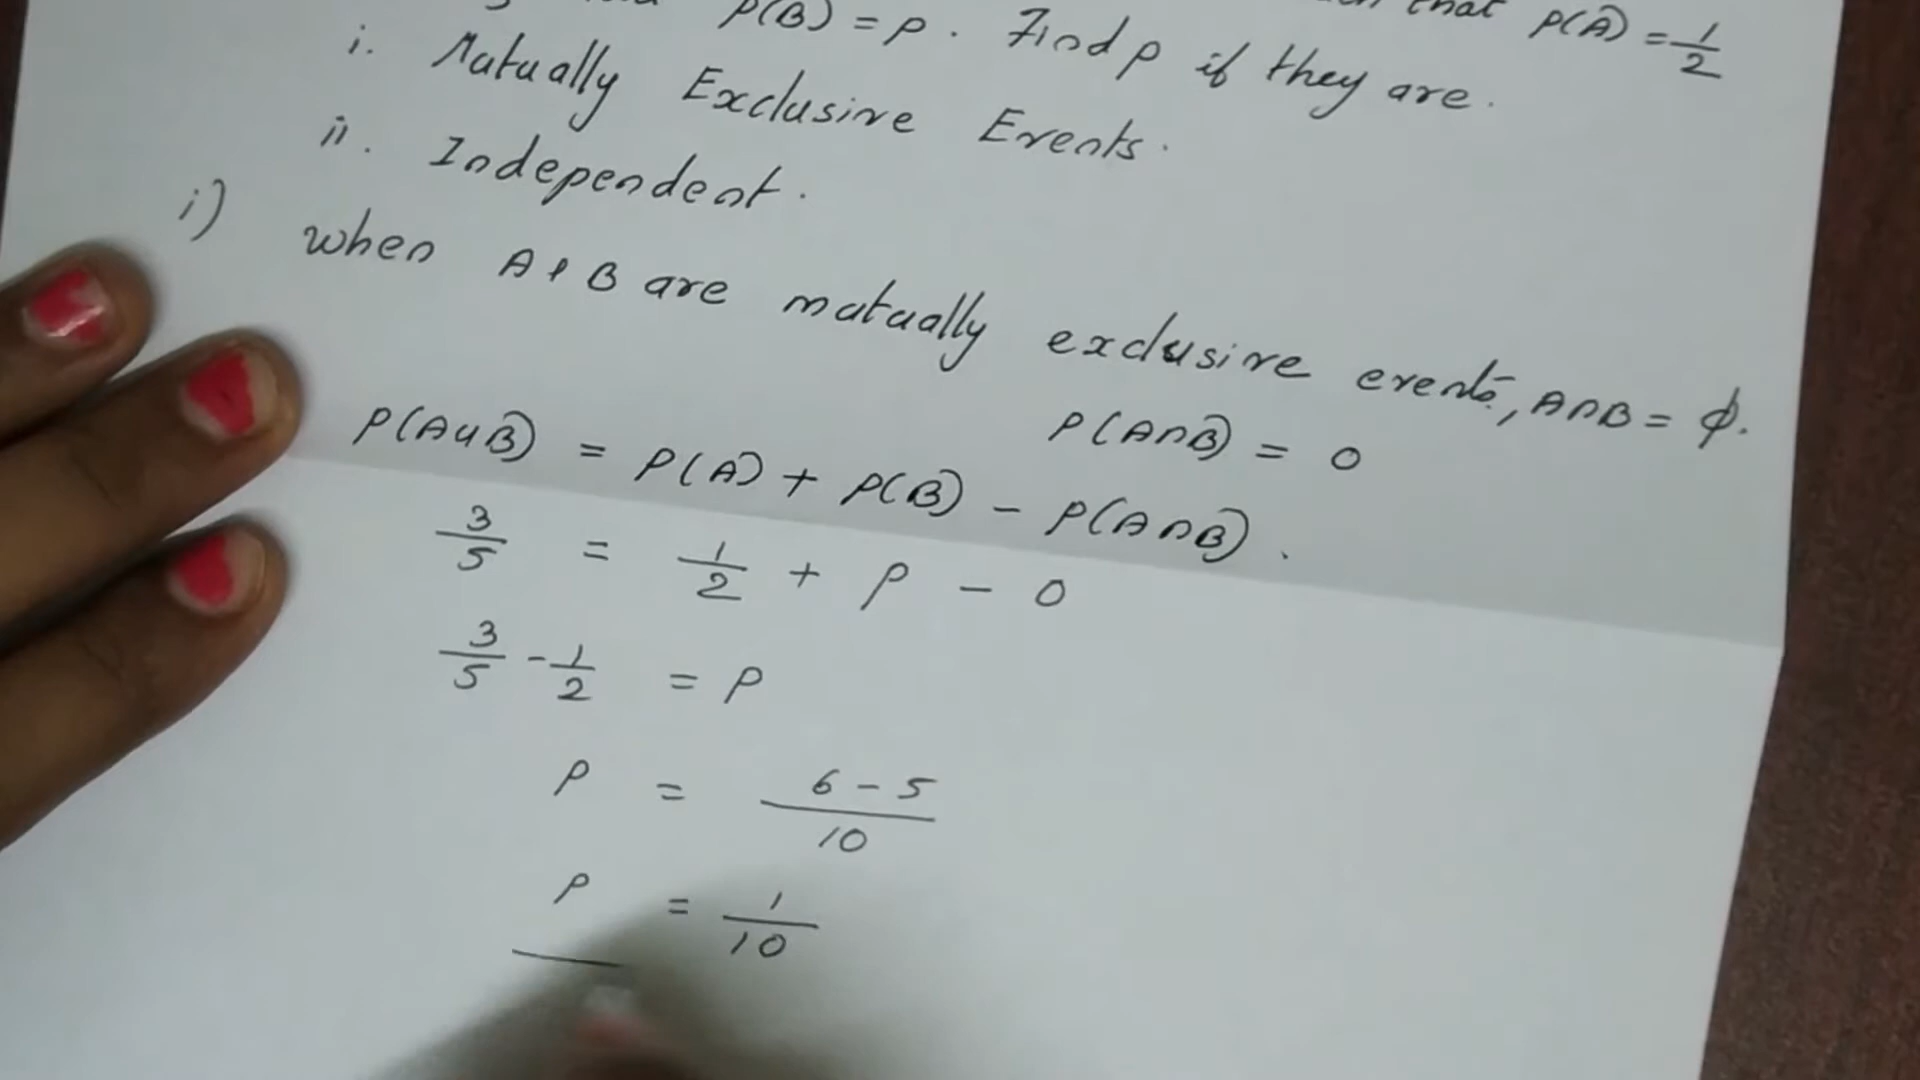 that P(A) = 1/2
P(B) = p. Find p if they are.
i. Mutually Exclusive Events.
ii. Independent.
i) when A & B are mutually exclusive events, A∩B = ϕ.
P(A∩B) = 0
P(A∪B) = P(A) + P(B) - P(A∩B).
3/5 = 1/2 + p - 0
3/5 - 1/2 = p
p = 6 - 5 / 10
p = 1/10